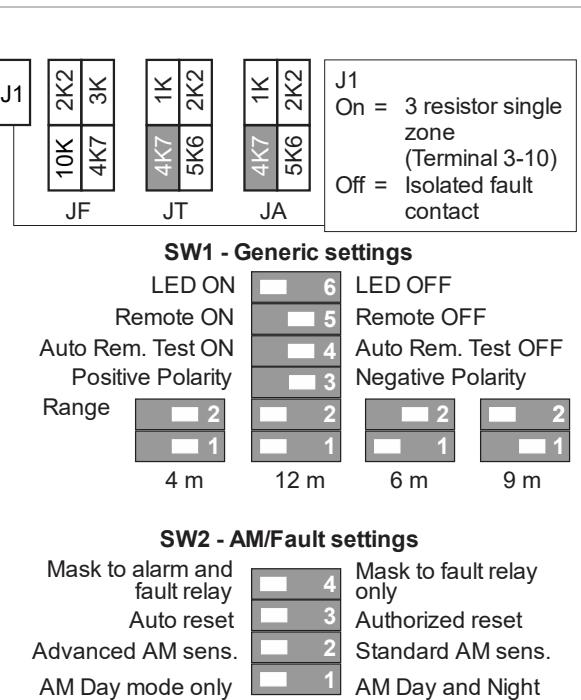 J1
2K2 3K
10K 4K7
JF
1K 2K2
4K7 5K6
JT
1K 2K2
4K7 5K6
JA
J1
On = 3 resistor single
zone
(Terminal 3-10)
Off = Isolated fault
contact
SW1 - Generic settings
LED ON 6 LED OFF
Remote ON 5 Remote OFF
Auto Rem. Test ON 4 Auto Rem. Test OFF
Positive Polarity 3 Negative Polarity
Range 2 2 2 2
1 1 1 1
4 m 12 m 6 m 9 m
SW2 - AM/Fault settings
Mask to alarm and
fault relay
4
Mask to fault relay
only
Auto reset 3 Authorized reset
Advanced AM sens. 2 Standard AM sens.
AM Day mode only 1 AM Day and Night